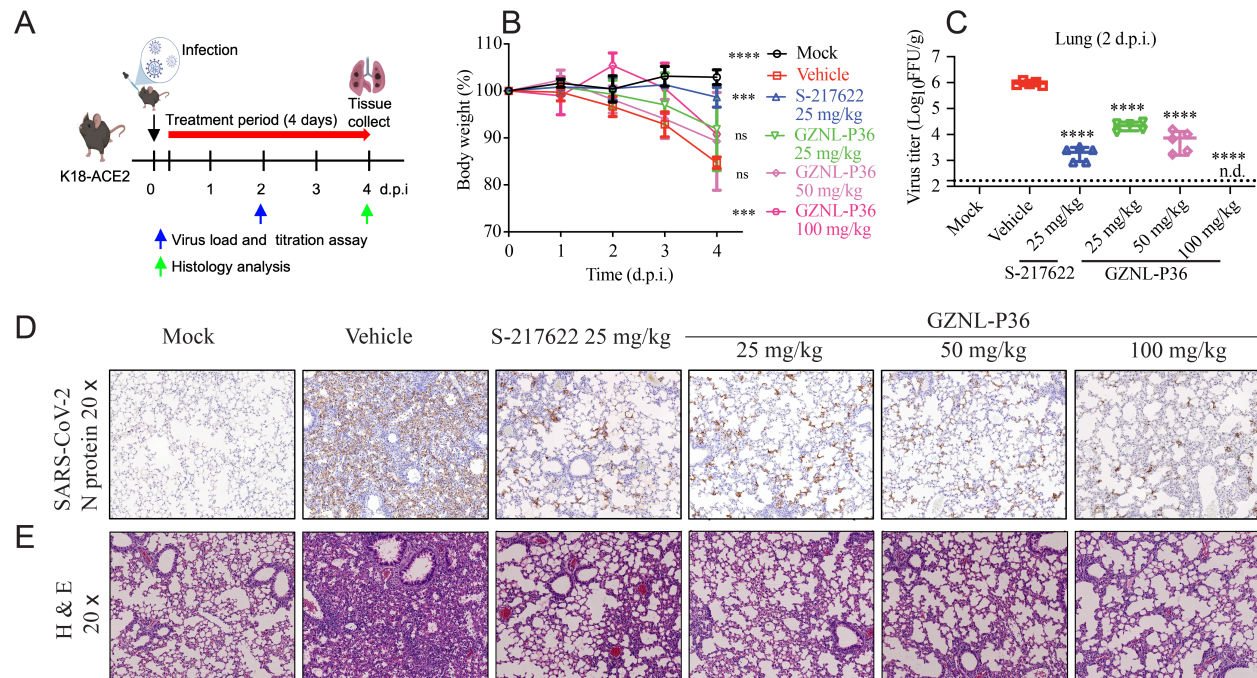 A
Infection
Treatment period (4 days)
Tissue
collect
K18-ACE2
0 1 2 3 4 d.p.i
Virus load and titration assay
Histology analysis
B
Body weight (%)
110
100
90
80
70
0 1 2 3 4
Time (d.p.i.)
**** Mock
Vehicle
*** S-217622
25 mg/kg
ns GZNL-P36
25 mg/kg
ns GZNL-P36
50 mg/kg
*** GZNL-P36
100 mg/kg
C
Lung (2 d.p.i.)
Virus titer (Log10FFU/g)
7
6
5
4
3
2
****
****
****
****
n.d.
Mock
Vehicle
25 mg/kg
25 mg/kg
50 mg/kg
100 mg/kg
S-217622 GZNL-P36
D
GZNL-P36
Mock Vehicle S-217622 25 mg/kg 25 mg/kg 50 mg/kg 100 mg/kg
SARS-CoV-2
N protein 20 x
E
H & E
20 x